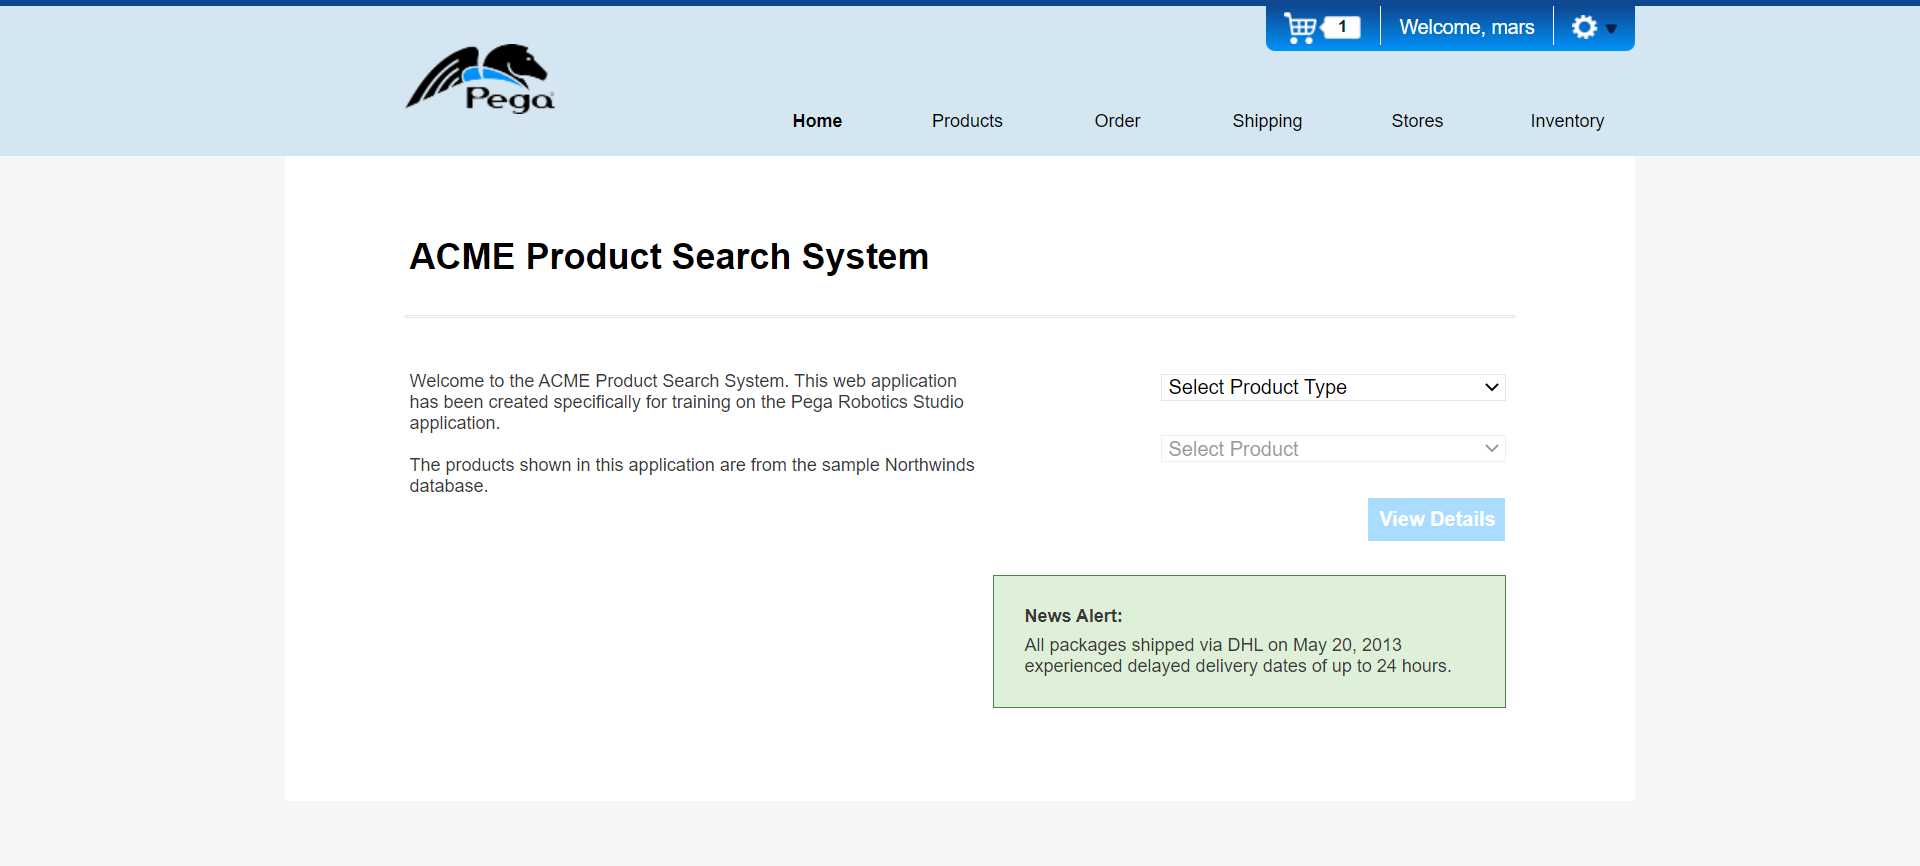 1
Welcome, mars
Pega
Home
Products
Order
Shipping
Stores
Inventory
ACME Product Search System
Welcome to the ACME Product Search System. This web application
has been created specifically for training on the Pega Robotics Studio
application.
The products shown in this application are from the sample Northwinds
database.
Select Product Type
Select Product
View Details
News Alert:
All packages shipped via DHL on May 20, 2013
experienced delayed delivery dates of up to 24 hours.